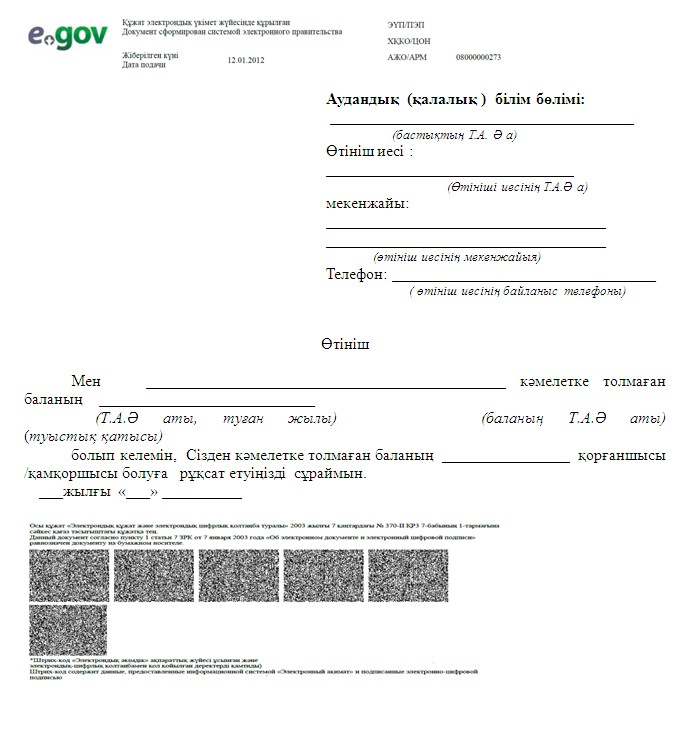 e.gov
Құжат электрондық үкімет жүйесінде құрылған
Документ сформирован системой электронного правительства
Жіберілген күні
Дата подачи
12.01.2012
ЭҮП/ПЭП
ХҚКО/ЦОН
АЖО/АРМ 08000000273
Аудандық (қалалық ) білім бөлімі:
______________________________________
(бастықтың Т.А. Ә а)
Өтініш иесі :
_______________________________
(Өтініші иесінің Т.А.Ә а)
мекенжайы:
___________________________________
___________________________________
(өтініш иесінің мекенжайыя)
Телефон: _________________________________
( өтініш иесінің байланыс телефоны)
Өтініш
Мен _____________________________________________ кәмелетке толмаған
баланың ___________________________
(Т.А.Ә аты, туған жылы) (баланың Т.А.Ә аты)
(туыстық қатысы)
болып келемін, Сізден кәмелетке толмаған баланың ________________ қорғаншысы
/қамқоршысы болуға рұқсат етуіңізді сұраймын.
___жылғы «___» __________
Осы құжат «Электрондық құжат және электрондық цифрлық қолтаңба туралы» 2003 жылғы 7 қаңтардағы № 370-II ҚРЗ 7-бабының 1-тармағына
сәйкес қағаз тасығыштағы құжатқа тең.
Данный документ согласно пункту 1 статьи 7 ЗРК от 7 января 2003 года «Об электронном документе и электронной цифровой подписи»
равнозначен документу на бумажном носителе.
*Штрих-код «Электрондық әкімдік» ақпараттық жүйесі ұсынған және
электрондық-цифрлық қолтаңбамен қол қойылған деректерді қамтиды)
Штрих-код содержит данные, предоставленные информационной системой «Электронный акимат» и подписанные электронно-цифровой
подписью